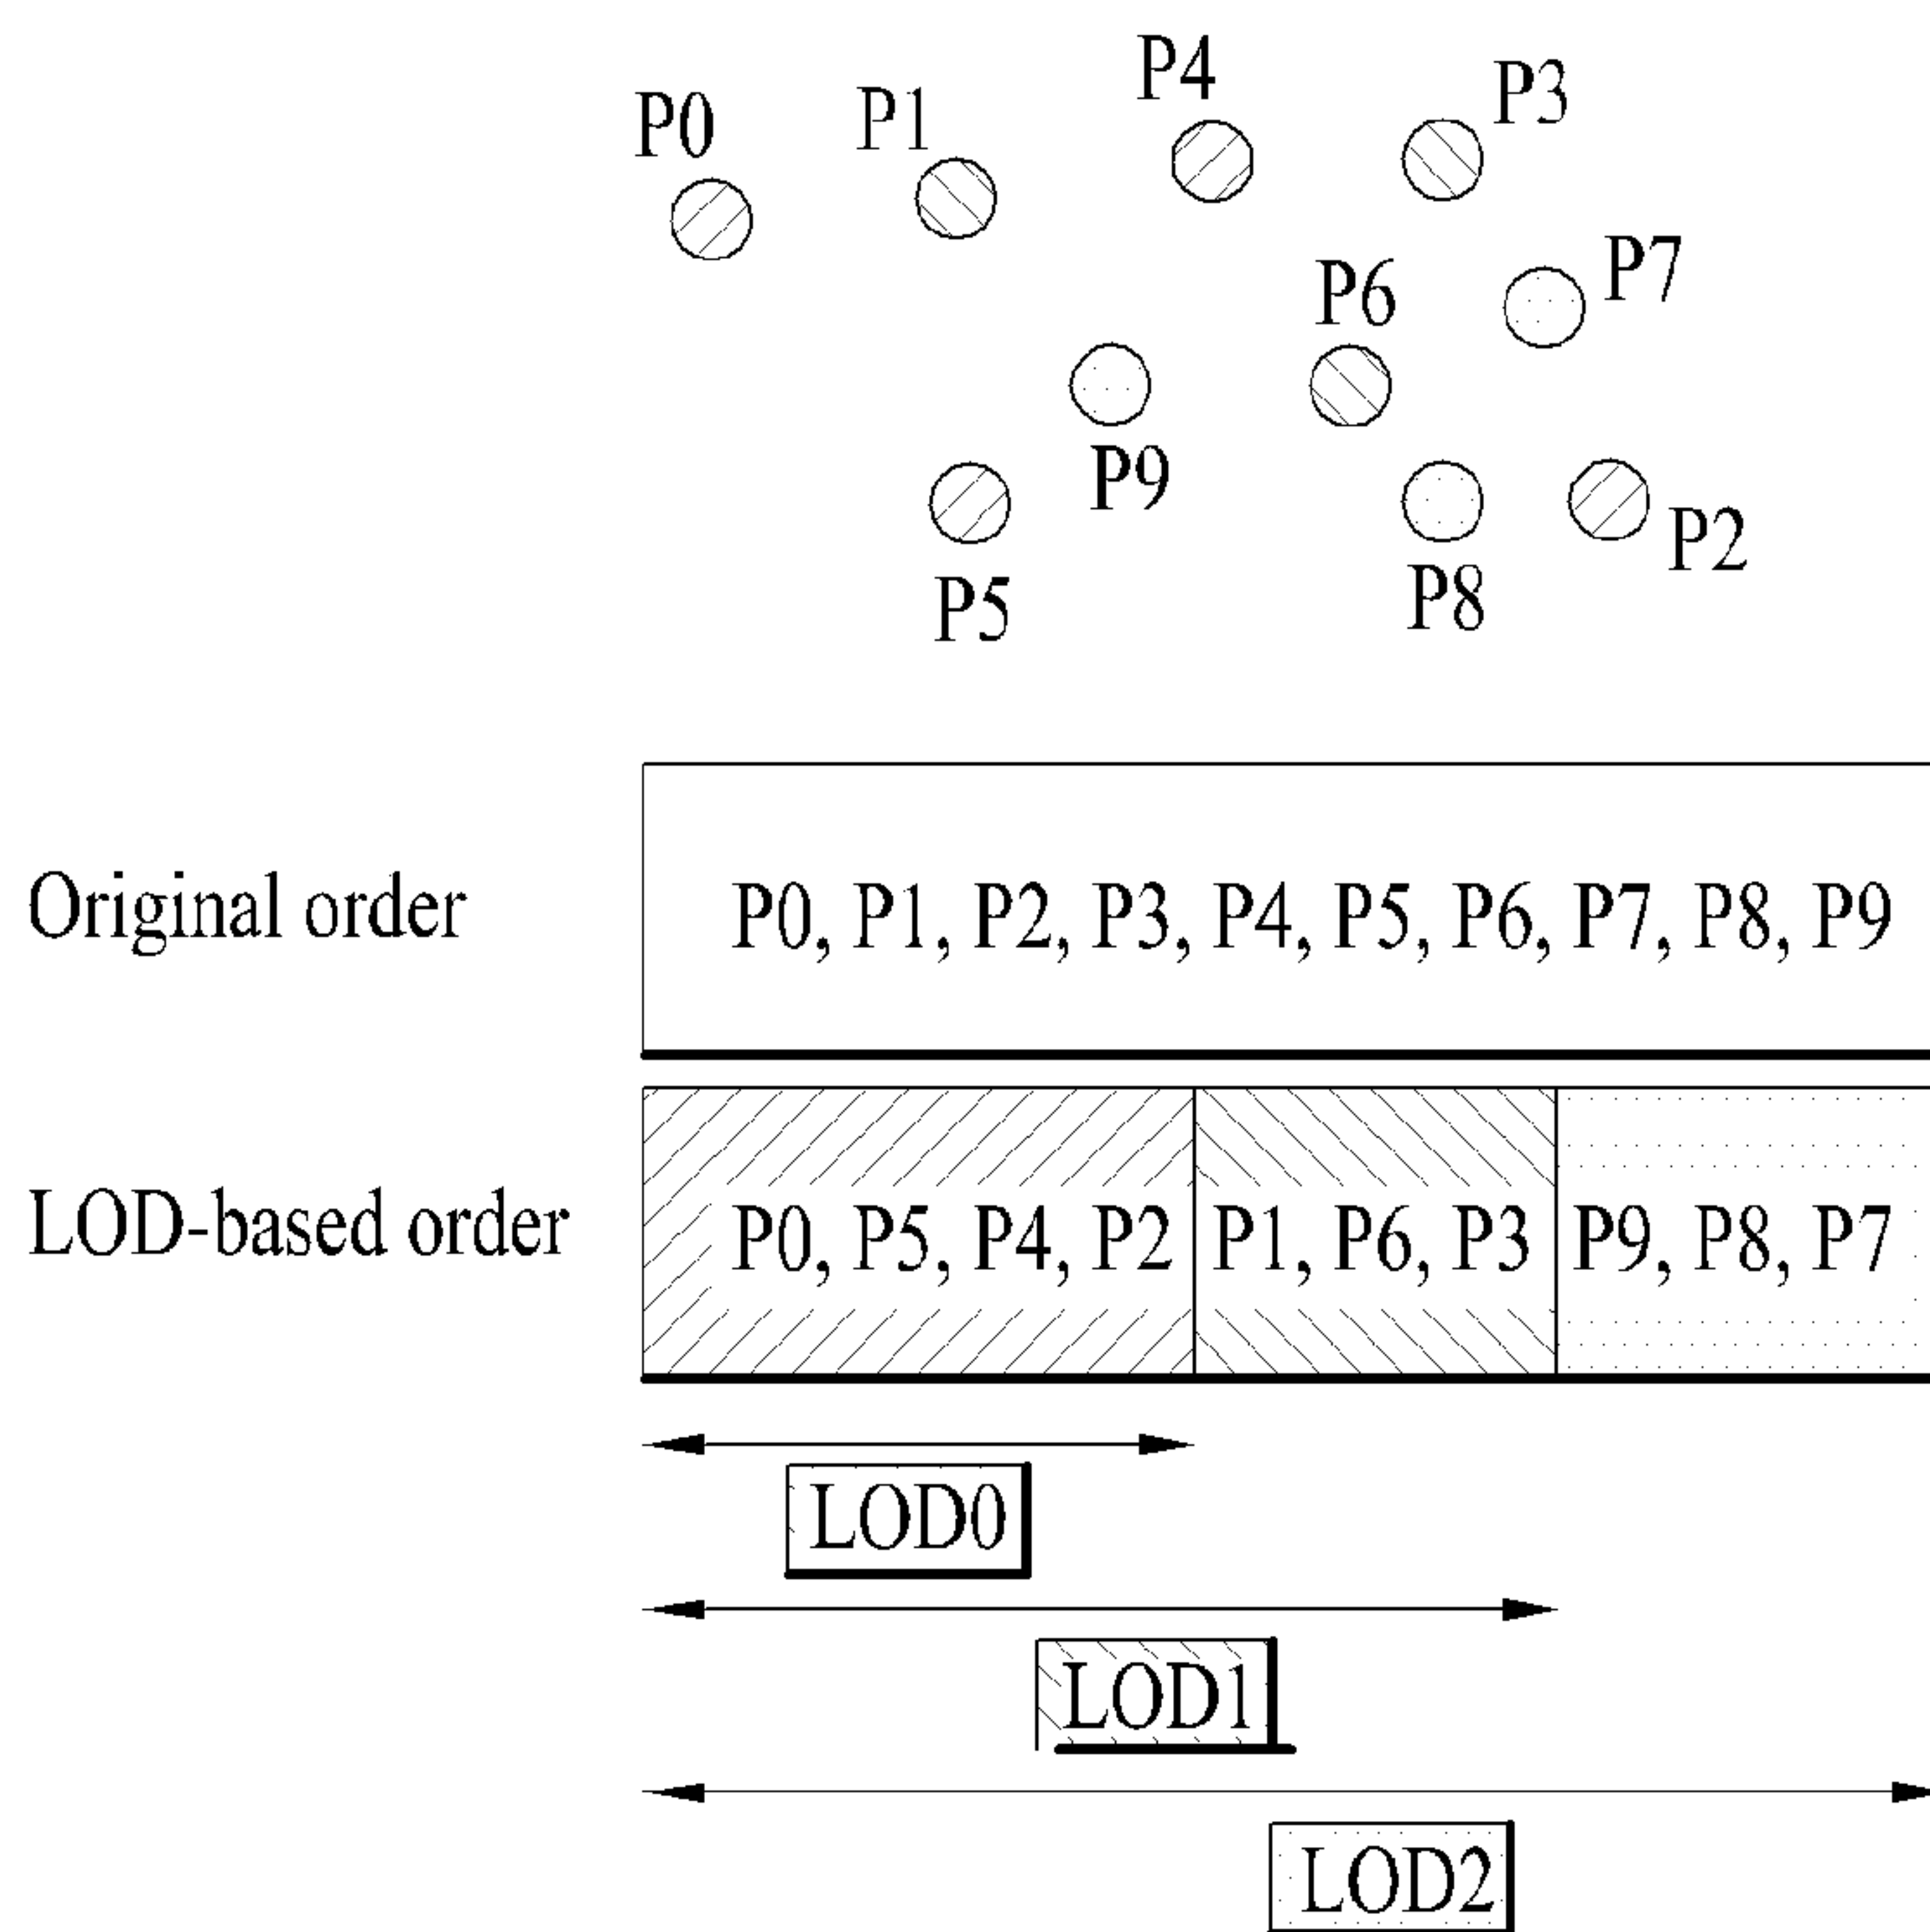 P4
P3
P0
P1
P7
P6
P9
P2
P5
P8
Original order
P0, P1, P2, P3, P4, P5, P6, P7, P8, P9
LOD-based order
P0, P5, P4, P2
P1, P6, P3
P9, P8, P7
LOD0
LOD1
LOD2